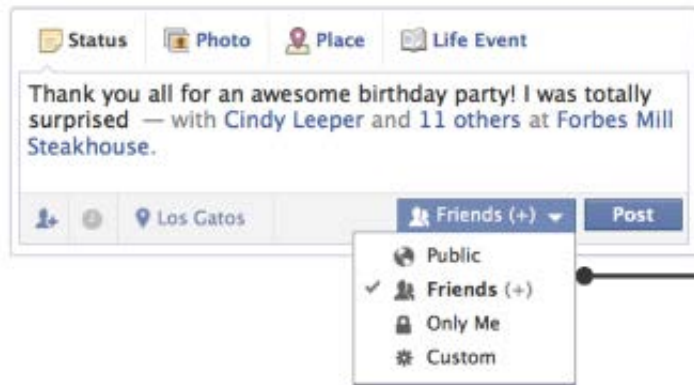 Status Photo Place Life Event
Thank you all for an awesome birthday party! I was totally
surprised — with Cindy Leeper and 11 others at Forbes Mill
Steakhouse.
Los Gatos Friends (+) Post
Public
Friends (+)
Only Me
Custom